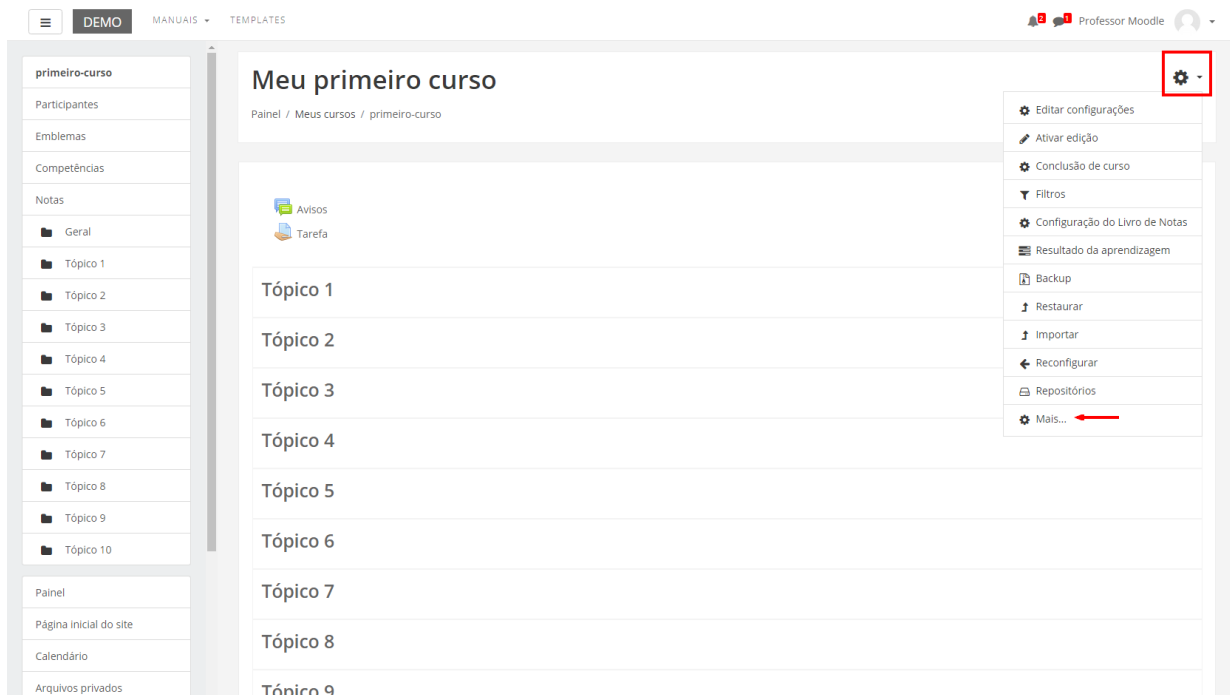 DEMO MANUAIS TEMPLATES 2 1 Professor Moodle
primeiro-curso
Participantes
Emblemas
Competências
Notas
Geral
Tópico 1
Tópico 2
Tópico 3
Tópico 4
Tópico 5
Tópico 6
Tópico 7
Tópico 8
Tópico 9
Tópico 10
Painel
Página inicial do site
Calendário
Arquivos privados
Meu primeiro curso
Painel / Meus cursos / primeiro-curso
Avisos
Tarefa
Tópico 1
Tópico 2
Tópico 3
Tópico 4
Tópico 5
Tópico 6
Tópico 7
Tópico 8
Tópico 9
Editar configurações
Ativar edição
Conclusão de curso
Filtros
Configuração do Livro de Notas
Resultado da aprendizagem
Backup
Restaurar
Importar
Reconfigurar
Repositórios
Mais...